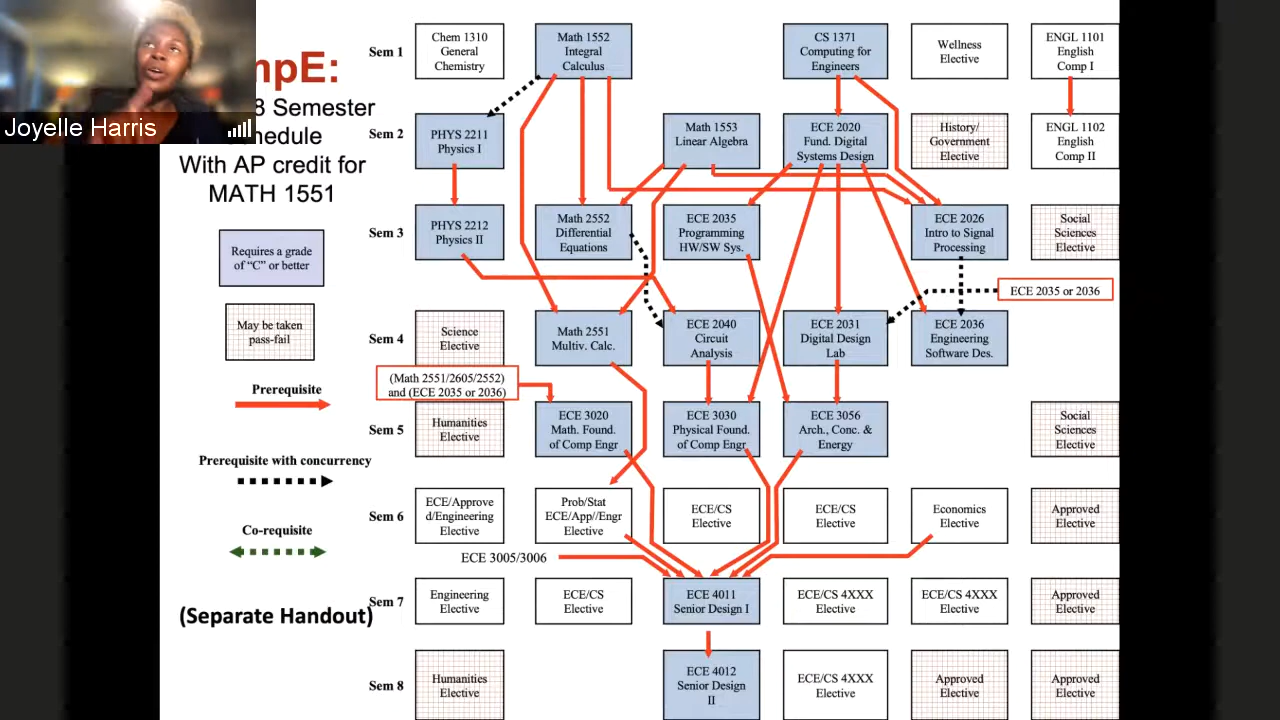 Joyelle Harris
mpE:
8 Semester
With AP credit for
MATH 1551
Requires a grade
of “C” or better
May be taken
pass-fail
Prerequisite
Prerequisite with concurrency
Co-requisite
(Separate Handout)
Sem 1
Chem 1310
General
Chemistry
Math 1552
Integral
Calculus
CS 1371
Computing for
Engineers
Wellness
Elective
ENGL 1101
English
Comp I
Sem 2
PHYS 2211
Physics I
Math 1553
Linear Algebra
ECE 2020
Fund. Digital
Systems Design
History/
Government
Elective
ENGL 1102
English
Comp II
Sem 3
PHYS 2212
Physics II
Math 2552
Differential
Equations
ECE 2035
Programming
HW/SW Sys.
ECE 2026
Intro to Signal
Processing
Social
Sciences
Elective
ECE 2035 or 2036
Sem 4
Science
Elective
Math 2551
Multiv. Calc.
ECE 2040
Circuit
Analysis
ECE 2031
Digital Design
Lab
ECE 2036
Engineering
Software Des.
(Math 2551/2605/2552)
and (ECE 2035 or 2036)
Sem 5
Humanities
Elective
ECE 3020
Math. Found.
of Comp Engr
ECE 3030
Physical Found.
of Comp Engr
ECE 3056
Arch., Conc. &
Energy
Social
Sciences
Elective
Sem 6
ECE/Approve
d/Engineering
Elective
Prob/Stat
ECE/App//Engr
Elective
ECE/CS
Elective
ECE/CS
Elective
Economics
Elective
Approved
Elective
ECE 3005/3006
Sem 7
Engineering
Elective
ECE/CS
Elective
ECE 4011
Senior Design I
ECE/CS 4XXX
Elective
ECE/CS 4XXX
Elective
Approved
Elective
Sem 8
Humanities
Elective
ECE 4012
Senior Design
II
ECE/CS 4XXX
Elective
Approved
Elective
Approved
Elective